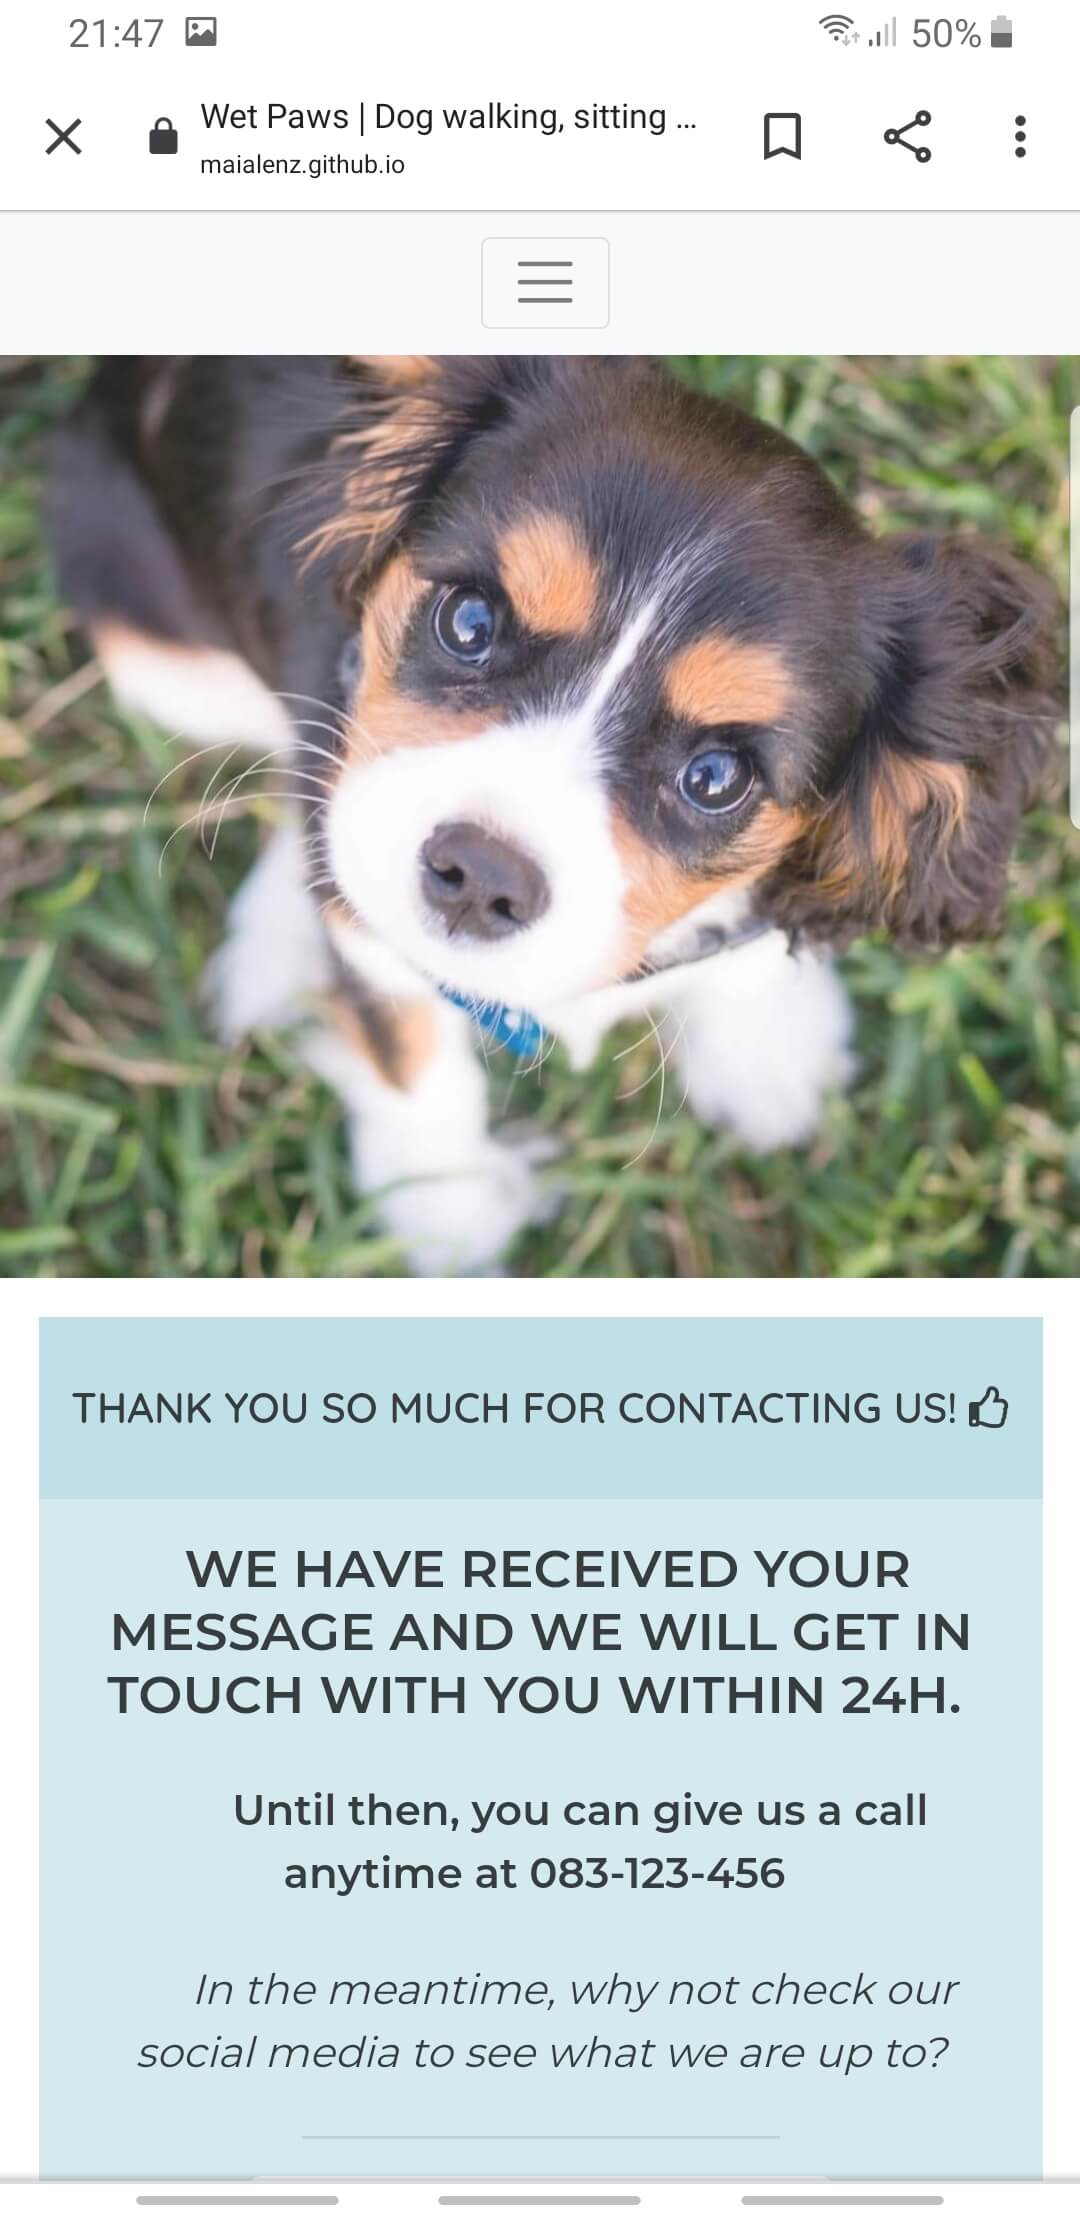 21:47
50%
Wet Paws | Dog walking, sitting ...
maialenz.github.io
THANK YOU SO MUCH FOR CONTACTING US!
WE HAVE RECEIVED YOUR
MESSAGE AND WE WILL GET IN
TOUCH WITH YOU WITHIN 24H.
Until then, you can give us a call
anytime at 083-123-456
In the meantime, why not check our
social media to see what we are up to?